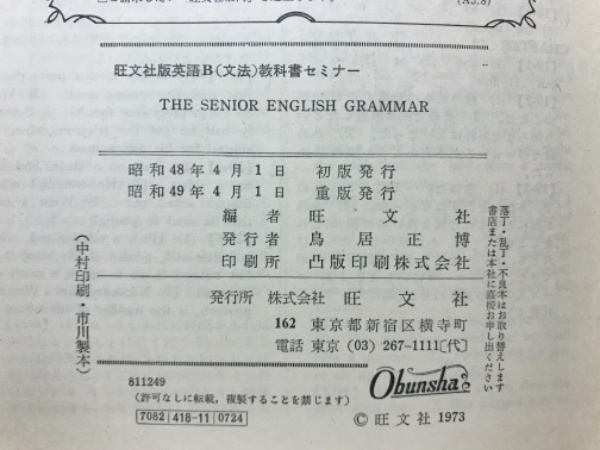 (A5.8)
旺文社版英語B(文法)教科書セミナー
THE SENIOR ENGLISH GRAMMAR
昭和48年4月1日 初版発行
昭和49年4月1日 重版発行
編者 旺文社
発行者 鳥居正博
印刷所 凸版印刷株式会社
発行所 株式会社 旺文社
162 東京都新宿区横寺町
電話 東京(03)267-1111〔代〕
落丁・乱丁・不良本はお取り替えします
書店または本社に直接お申し出ください
(中村印刷・市川製本)
811249
(許可なしに転載,複製することを禁じます)
7082 418-11 0724
Obunsha
© 旺文社 1973